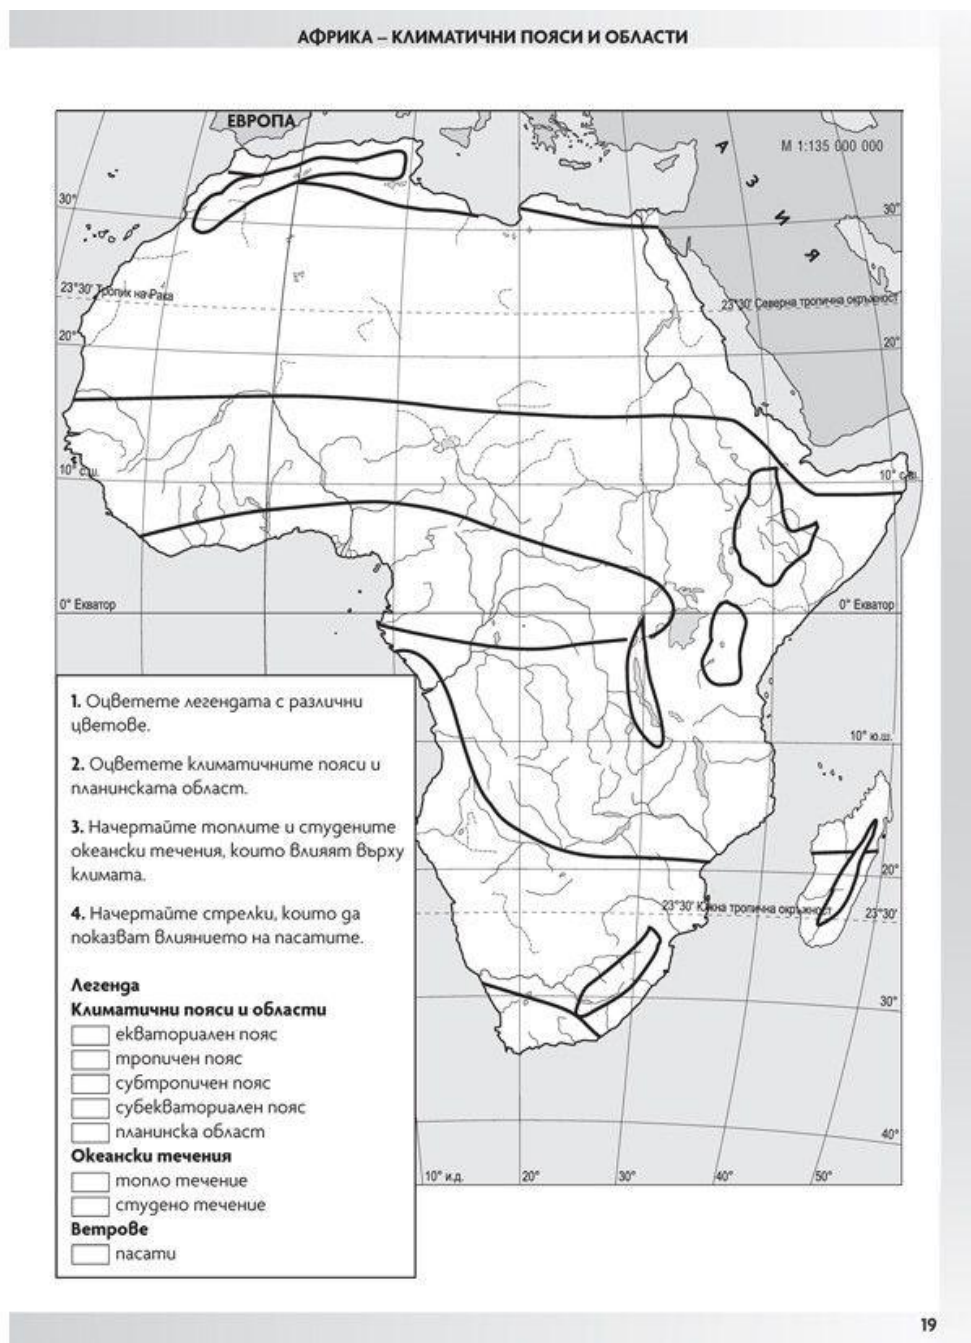 АФРИКА – КЛИМАТИЧНИ ПОЯСИ И ОБЛАСТИ
ЕВРОПА
А З И Я
М 1:135 000 000
30°
30°
23°30' Тропик на Рака
23°30' Северна тропична окръжност
20°
20°
10° с.ш.
10° с.ш.
0° Екватор
0° Екватор
10° ю.ш.
20°
23°30' Южна тропична окръжност
23°30'
30°
40°
10° и.д.
20°
30°
40°
50°
1. Оцветете легендата с различни
цветове.
2. Оцветете климатичните пояси и
планинската област.
3. Начертайте топлите и студените
океански течения, които влияят върху
климата.
4. Начертайте стрелки, които да
показват влиянието на пасатите.
Легенда
Климатични пояси и области
екваториален пояс
тропичен пояс
субтропичен пояс
субекваториален пояс
планинска област
Океански течения
топло течение
студено течение
Ветрове
пасати
19